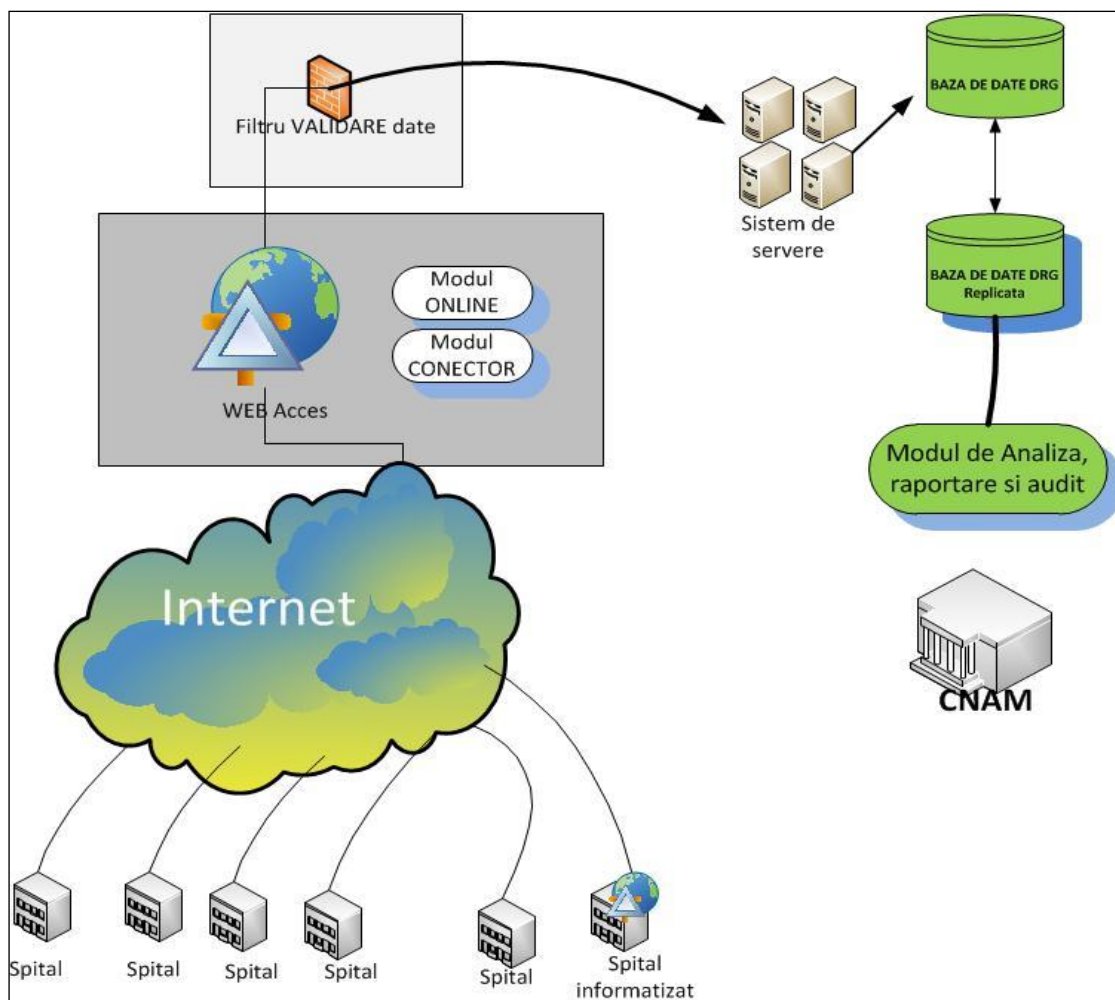 Filtru VALIDARE date
BAZA DE DATE DRG
Sistem de
servere
BAZA DE DATE DRG
Replicata
Modul
ONLINE
Modul
CONECTOR
WEB Acces
Modul de Analiza,
raportare si audit
Internet
CNAM
Spital
Spital
Spital
Spital
Spital
Spital
informatizat